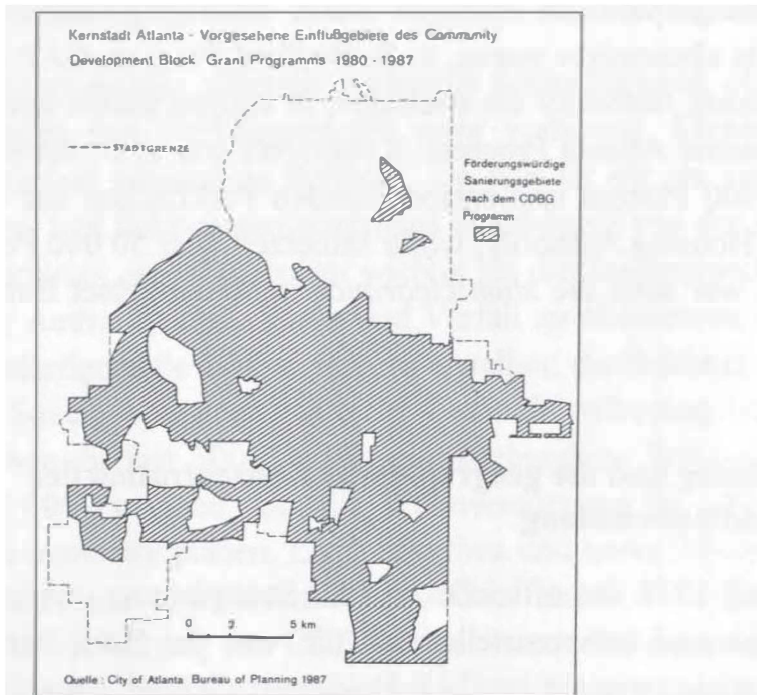 Kernstadt Atlanta - Vorgesehene Einflußgebiete des Community
Development Block Grant Programms 1980 - 1987
STADTGRENZE
Förderungswürdige
Sanierungsgebiete
nach dem CDBG
Programm
0 2 5 km
Quelle : City of Atlanta Bureau of Planning 1987